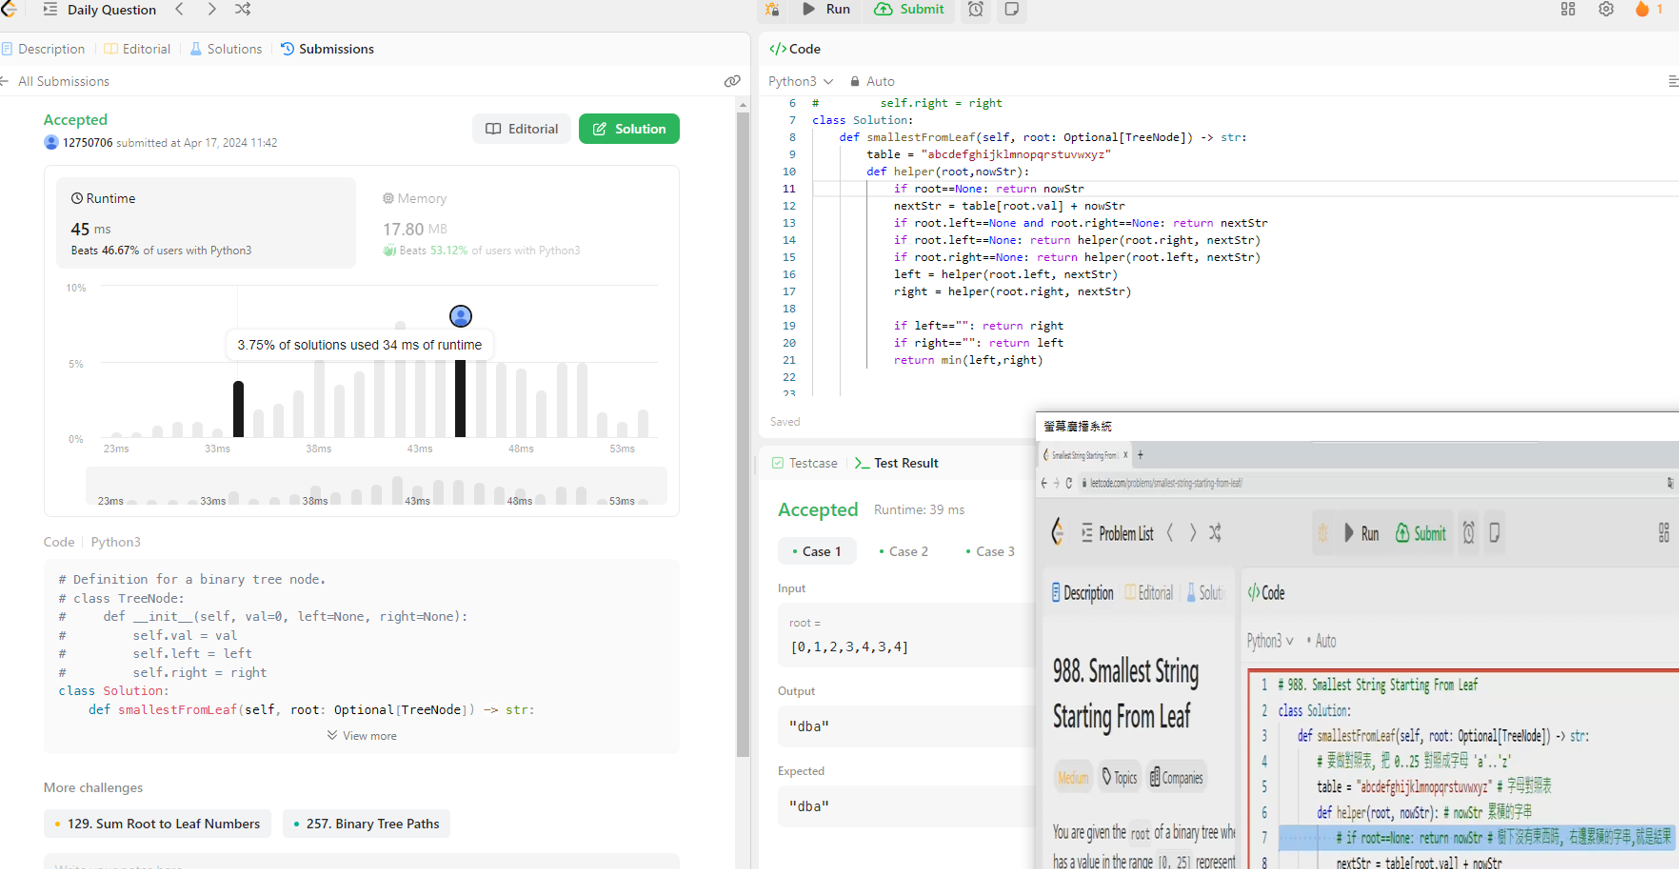 Daily Question
Run
Submit
1
Description
Editorial
Solutions
Submissions
All Submissions
Accepted
12750706 submitted at Apr 17, 2024 11:42
Editorial
Solution
Runtime
45 ms
Beats 46.67% of users with Python3
Memory
17.80 MB
Beats 53.12% of users with Python3
10%
5%
0%
3.75% of solutions used 34 ms of runtime
23ms 33ms 38ms 43ms 48ms 53ms
23ms 33ms 38ms 43ms 48ms 53ms
Code | Python3
# Definition for a binary tree node.
# class TreeNode:
#     def __init__(self, val=0, left=None, right=None):
#         self.val = val
#         self.left = left
#         self.right = right
class Solution:
    def smallestFromLeaf(self, root: Optional[TreeNode]) -> str:
View more
More challenges
129. Sum Root to Leaf Numbers
257. Binary Tree Paths
</>Code
Python3
Auto
6 #         self.right = right
7 class Solution:
8     def smallestFromLeaf(self, root: Optional[TreeNode]) -> str:
9         table = "abcdefghijklmnopqrstuvwxyz"
10         def helper(root,nowStr):
11             if root==None: return nowStr
12             nextStr = table[root.val] + nowStr
13             if root.left==None and root.right==None: return nextStr
14             if root.left==None: return helper(root.right, nextStr)
15             if root.right==None: return helper(root.left, nextStr)
16             left = helper(root.left, nextStr)
17             right = helper(root.right, nextStr)
18
19             if left=="": return right
20             if right=="": return left
21             return min(left,right)
22
23
Saved
Testcase
Test Result
Accepted
Runtime: 39 ms
Case 1
Case 2
Case 3
Input
root =
[0,1,2,3,4,3,4]
Output
"dba"
Expected
"dba"
螢幕廣播系統
Smallest String Starting From L
leetcode.com/problems/smallest-string-starting-from-leaf/
Problem List
Run
Submit
Description
Editorial
Solut
</>Code
Python3
Auto
988. Smallest String
Starting From Leaf
Medium
Topics
Companies
You are given the root of a binary tree whe
has a value in the range [0, 25] represent
1 # 988. Smallest String Starting From Leaf
2 class Solution:
3     def smallestFromLeaf(self, root: Optional[TreeNode]) -> str:
4         # 要做對照表, 把 0..25 對照成字母 'a'..'z'
5         table = "abcdefghijklmnopqrstuvwxyz" # 字母對照表
6         def helper(root, nowStr): # nowStr 累積的字串
7             # if root==None: return nowStr # 樹下沒有東西時, 右邊累積的字串,就是結果
8             nextStr = table[root.val] + nowStr